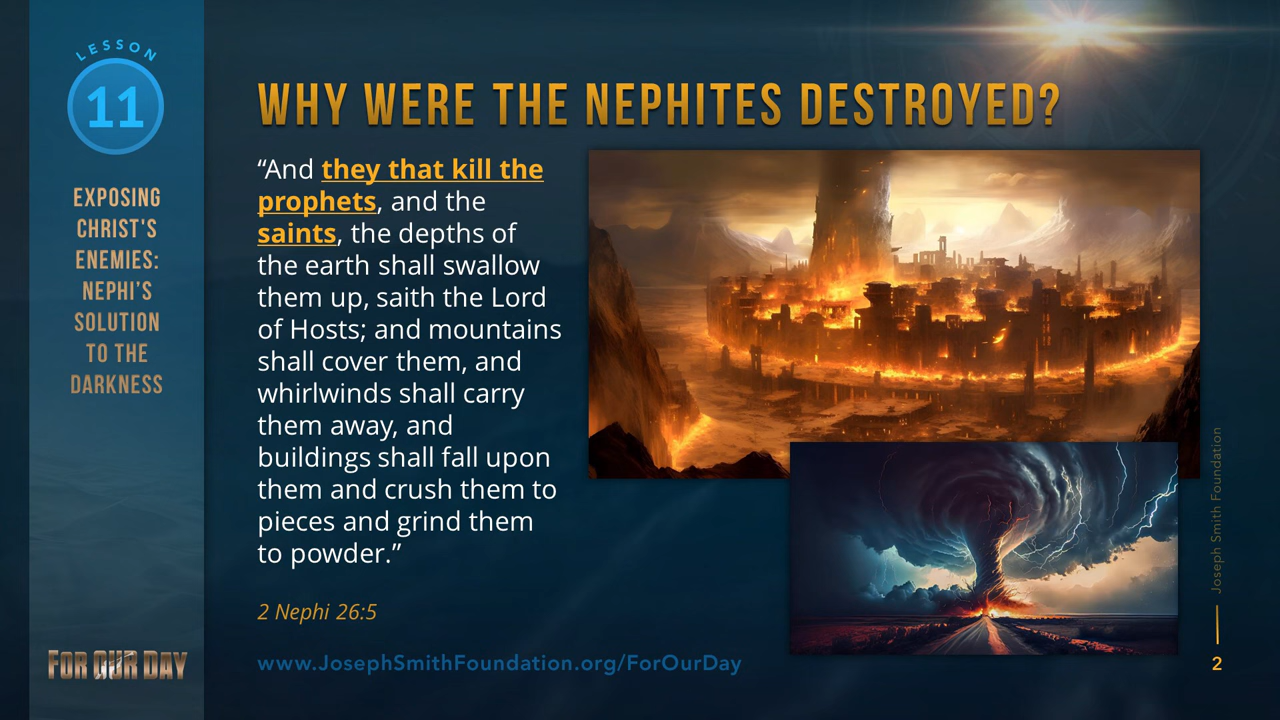 LESSON
11
EXPOSING
CHRIST'S
ENEMIES:
NEPHI'S
SOLUTION
TO THE
DARKNESS
FOR OUR DAY
WHY WERE THE NEPHITES DESTROYED?
“And they that kill the
prophets, and the
saints, the depths of
the earth shall swallow
them up, saith the Lord
of Hosts; and mountains
shall cover them, and
whirlwinds shall carry
them away, and
buildings shall fall upon
them and crush them to
pieces and grind them
to powder.”
2 Nephi 26:5
www.JosephSmithFoundation.org/ForOurDay
Joseph Smith Foundation
2